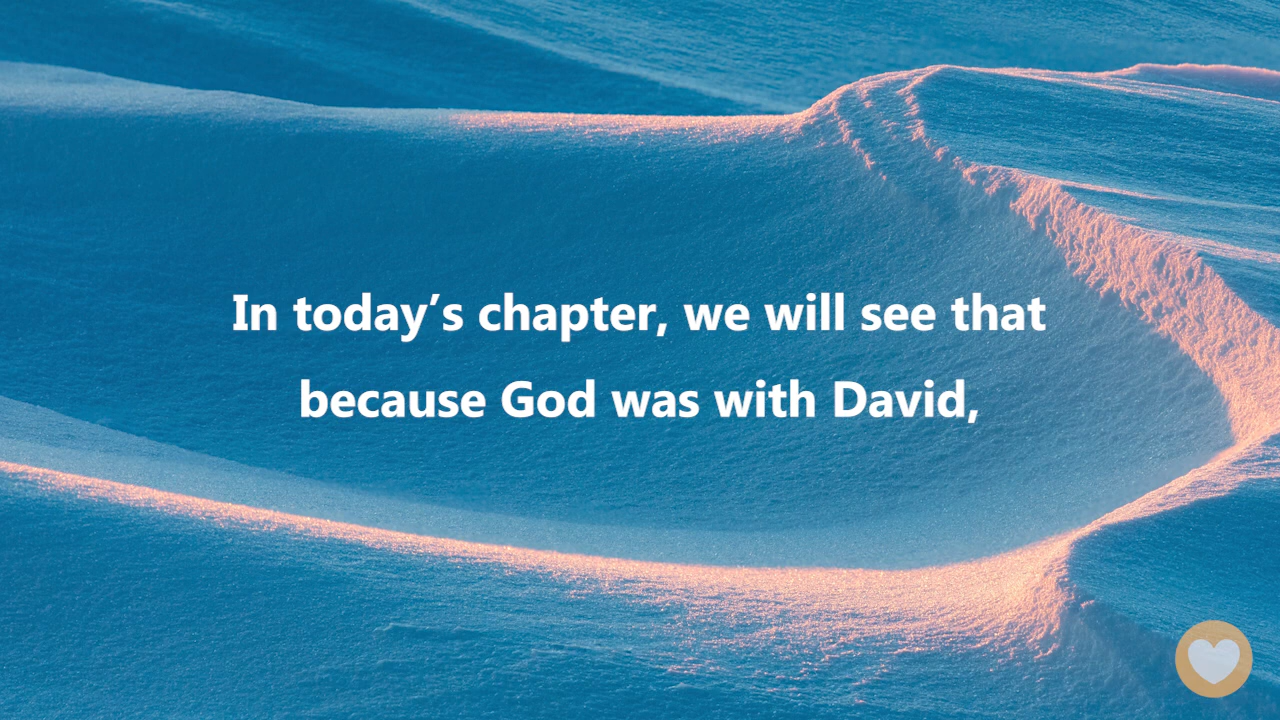 In today’s chapter, we will see that
because God was with David,